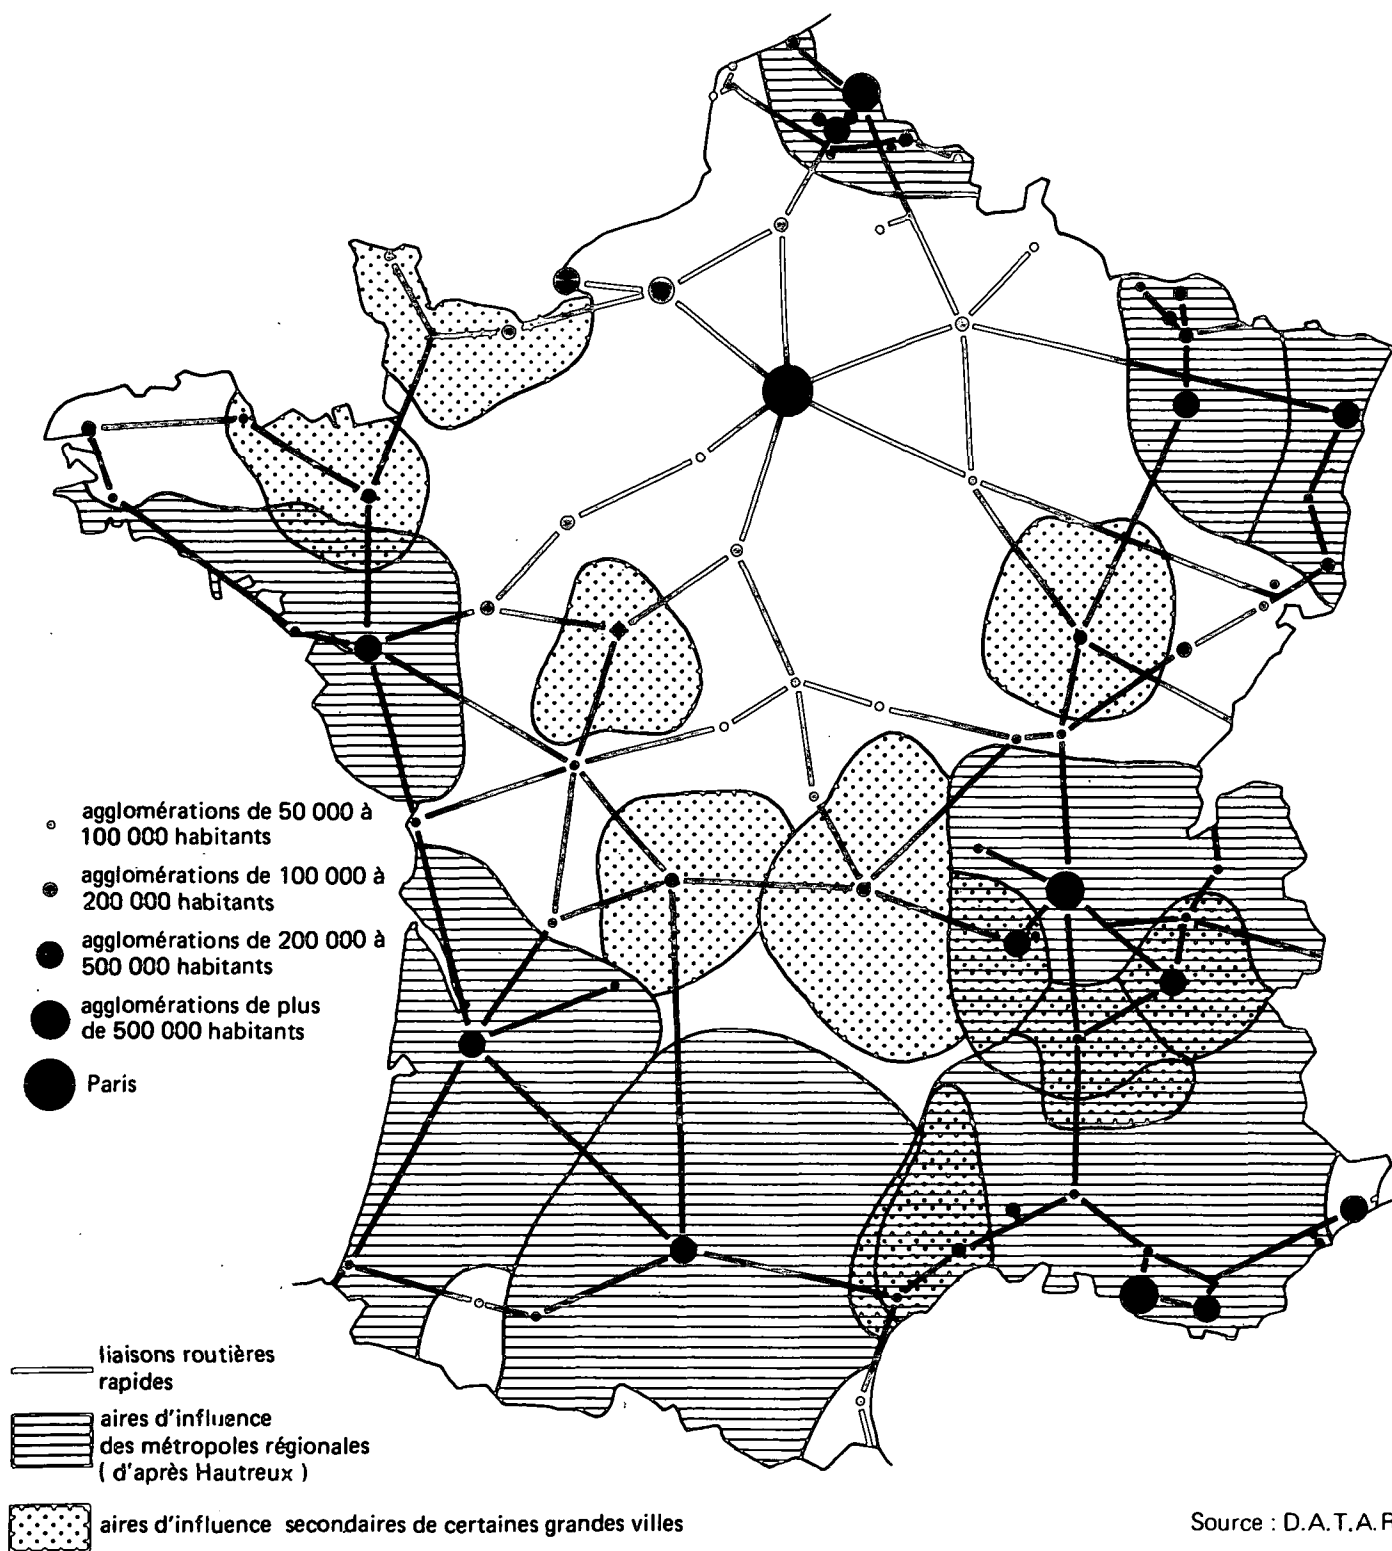 agglomérations de 50 000 à
100 000 habitants
agglomérations de 100 000 à
200 000 habitants
agglomérations de 200 000 à
500 000 habitants
agglomérations de plus
de 500 000 habitants
Paris
liaisons routières
rapides
aires d'influence
des métropoles régionales
( d'après Hautreux )
aires d'influence secondaires de certaines grandes villes
Source : D.A.T.A.R